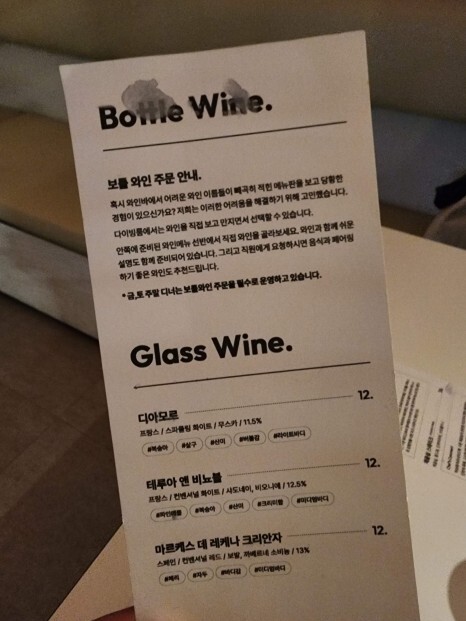 Bottle Wine.
보틀 와인 주문 안내.
혹시 와인바에서 어려운 와인 이름들이 빼곡히 적힌 메뉴판을 보고 당황한
경험이 있으신가요? 저희는 이러한 어려움을 해결하기 위해 고민했습니다.
다이빙룸에서는 와인을 직접 보고 만지면서 선택할 수 있습니다.
안쪽에 준비된 와인메뉴 선반에서 직접 와인을 골라보세요. 와인과 함께 쉬운
설명도 함께 준비되어 있습니다. 그리고 직원에게 요청하시면 음식과 페어링
하기 좋은 와인도 추천드립니다.
* 금,토 주말 디너는 보틀와인 주문을 필수로 운영하고 있습니다.
Glass Wine.
디아모르 12.
프랑스 / 스파클링 화이트 / 무스카 / 11.5%
#복숭아 #살구 #산미 #버블감 #라이트바디
테루아 앤 비뇨블 12.
프랑스 / 컨벤셔널 화이트 / 샤도네이, 비오니에 / 12.5%
#파인애플 #복숭아 #산미 #크리미함 #미디엄바디
마르케스 데 레케나 크리안자 12.
스페인 / 컨벤셔널 레드 / 보발, 까베르네 소비뇽 / 13%
#체리 #자두 #바디감 #미디엄바디